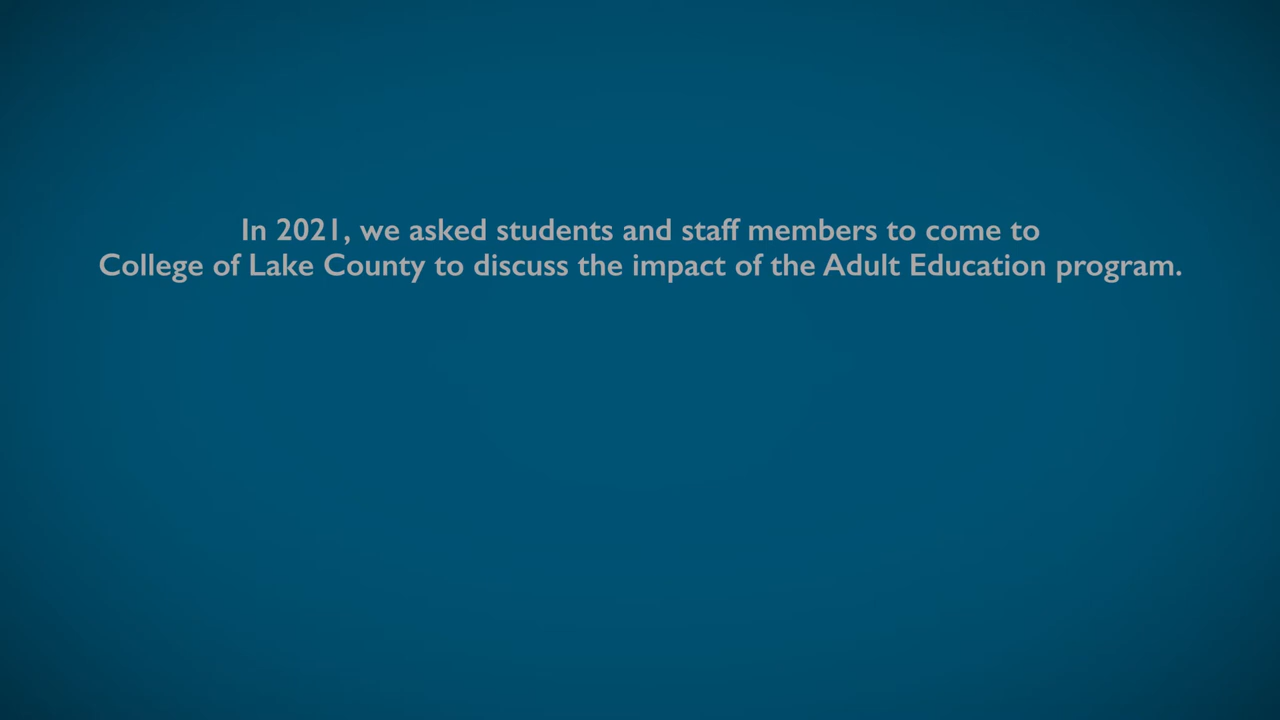 In 2021, we asked students and staff members to come to
College of Lake County to discuss the impact of the Adult Education program.